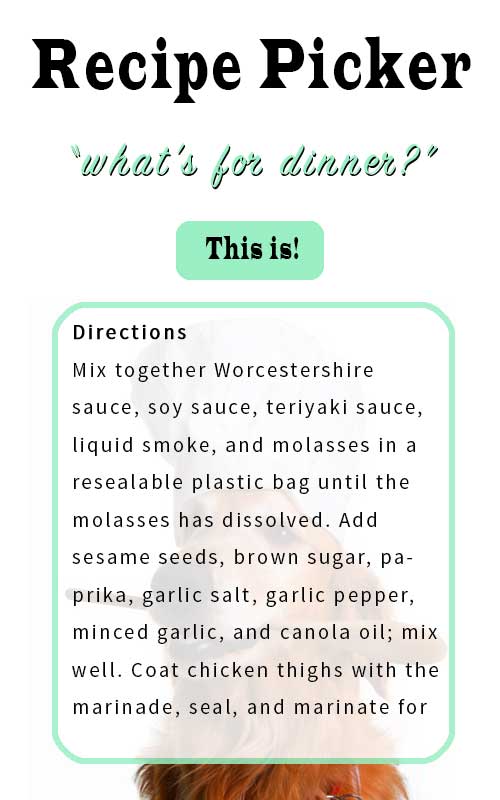 Recipe Picker
"what's for dinner?"
This is!
Directions
Mix together Worcestershire
sauce, soy sauce, teriyaki sauce,
liquid smoke, and molasses in a
resealable plastic bag until the
molasses has dissolved. Add
sesame seeds, brown sugar, pa-
prika, garlic salt, garlic pepper,
minced garlic, and canola oil; mix
well. Coat chicken thighs with the
marinade, seal, and marinate for